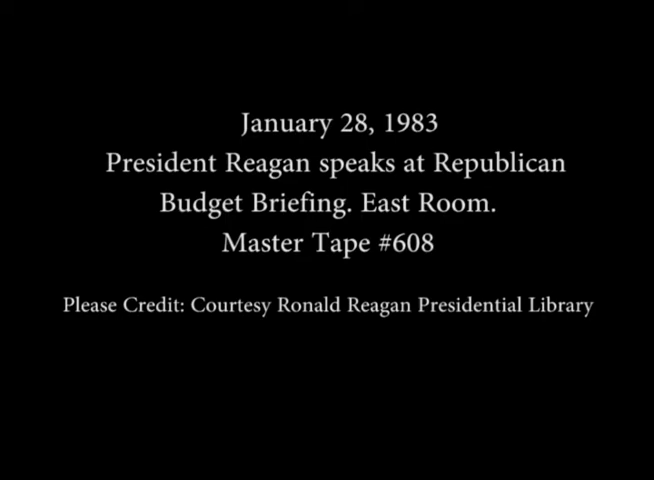 January 28, 1983
President Reagan speaks at Republican
Budget Briefing. East Room.
Master Tape #608
Please Credit: Courtesy Ronald Reagan Presidential Library